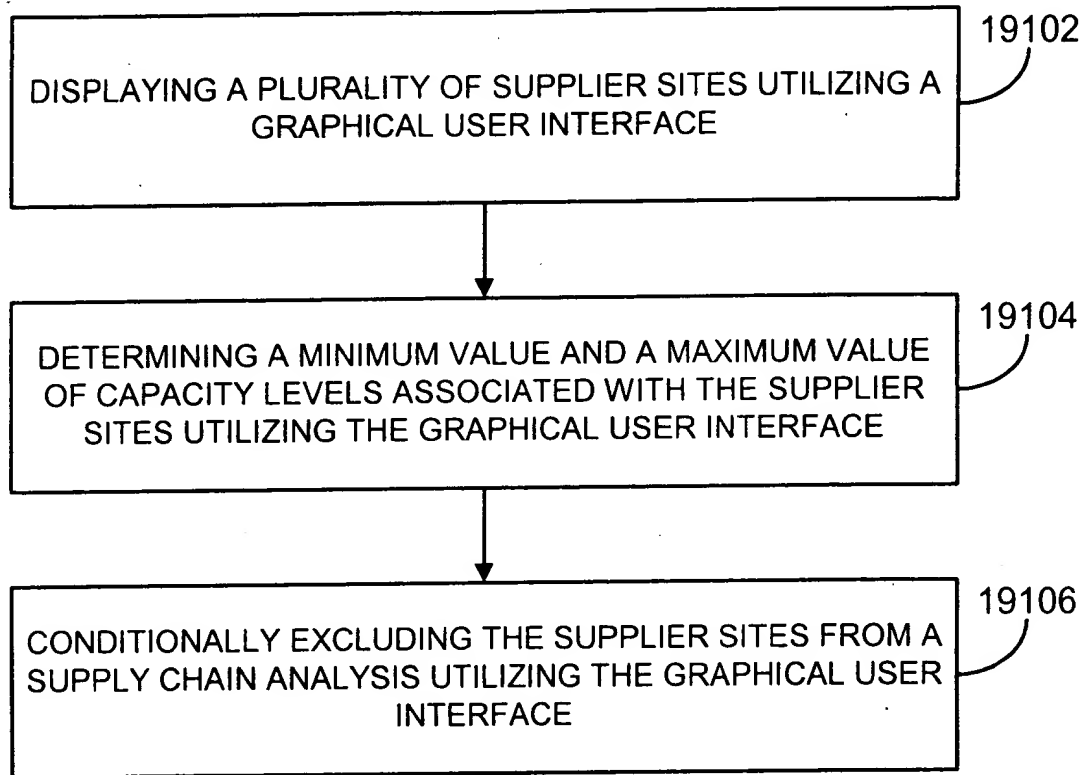 19102
DISPLAYING A PLURALITY OF SUPPLIER SITES UTILIZING A
GRAPHICAL USER INTERFACE
19104
DETERMINING A MINIMUM VALUE AND A MAXIMUM VALUE
OF CAPACITY LEVELS ASSOCIATED WITH THE SUPPLIER
SITES UTILIZING THE GRAPHICAL USER INTERFACE
19106
CONDITIONALLY EXCLUDING THE SUPPLIER SITES FROM A
SUPPLY CHAIN ANALYSIS UTILIZING THE GRAPHICAL USER
INTERFACE